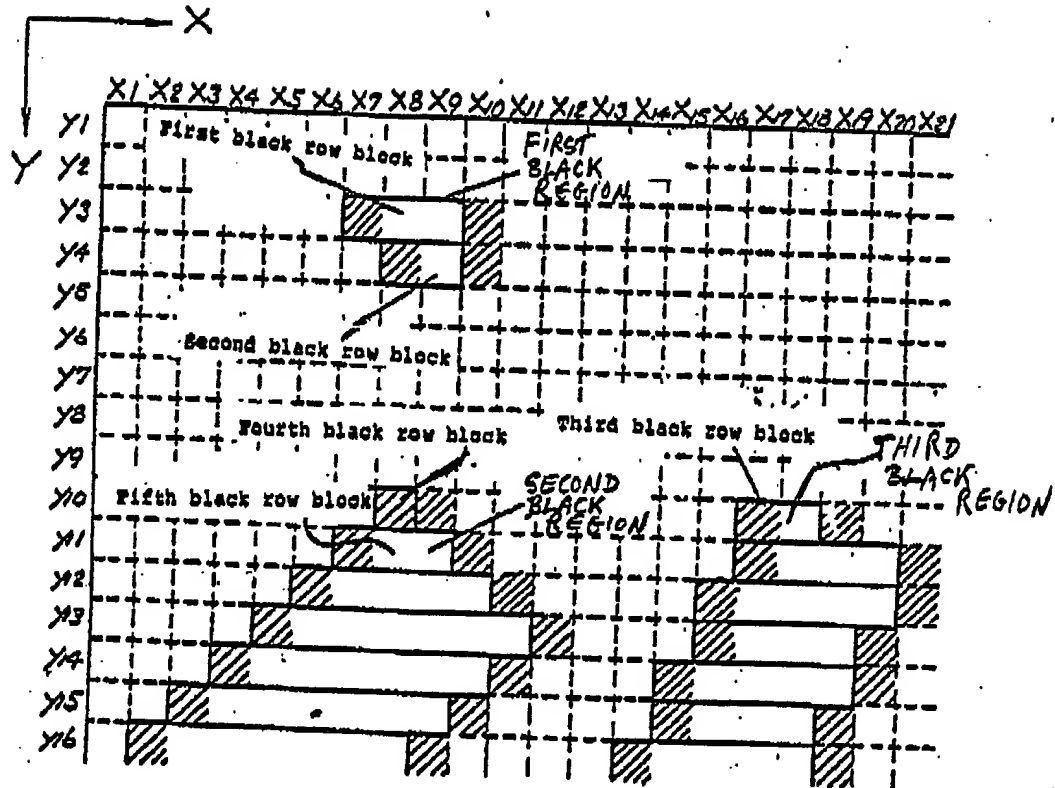 X
X1 X2 X3 X4 X5 X6 X7 X8 X9 X10 X11 X12 X13 X14 X15 X16 X17 X18 X19 X20 X21
Y
Y1
First black row block
FIRST BLACK REGION
Y2
Y3
Y4
Y5
Y6
Second black row block
Y7
Y8
Fourth black row block
Third black row block
Y9
THIRD BLACK REGION
Y10
Fifth black row block
SECOND BLACK REGION
Y11
Y12
Y13
Y14
Y15
Y16